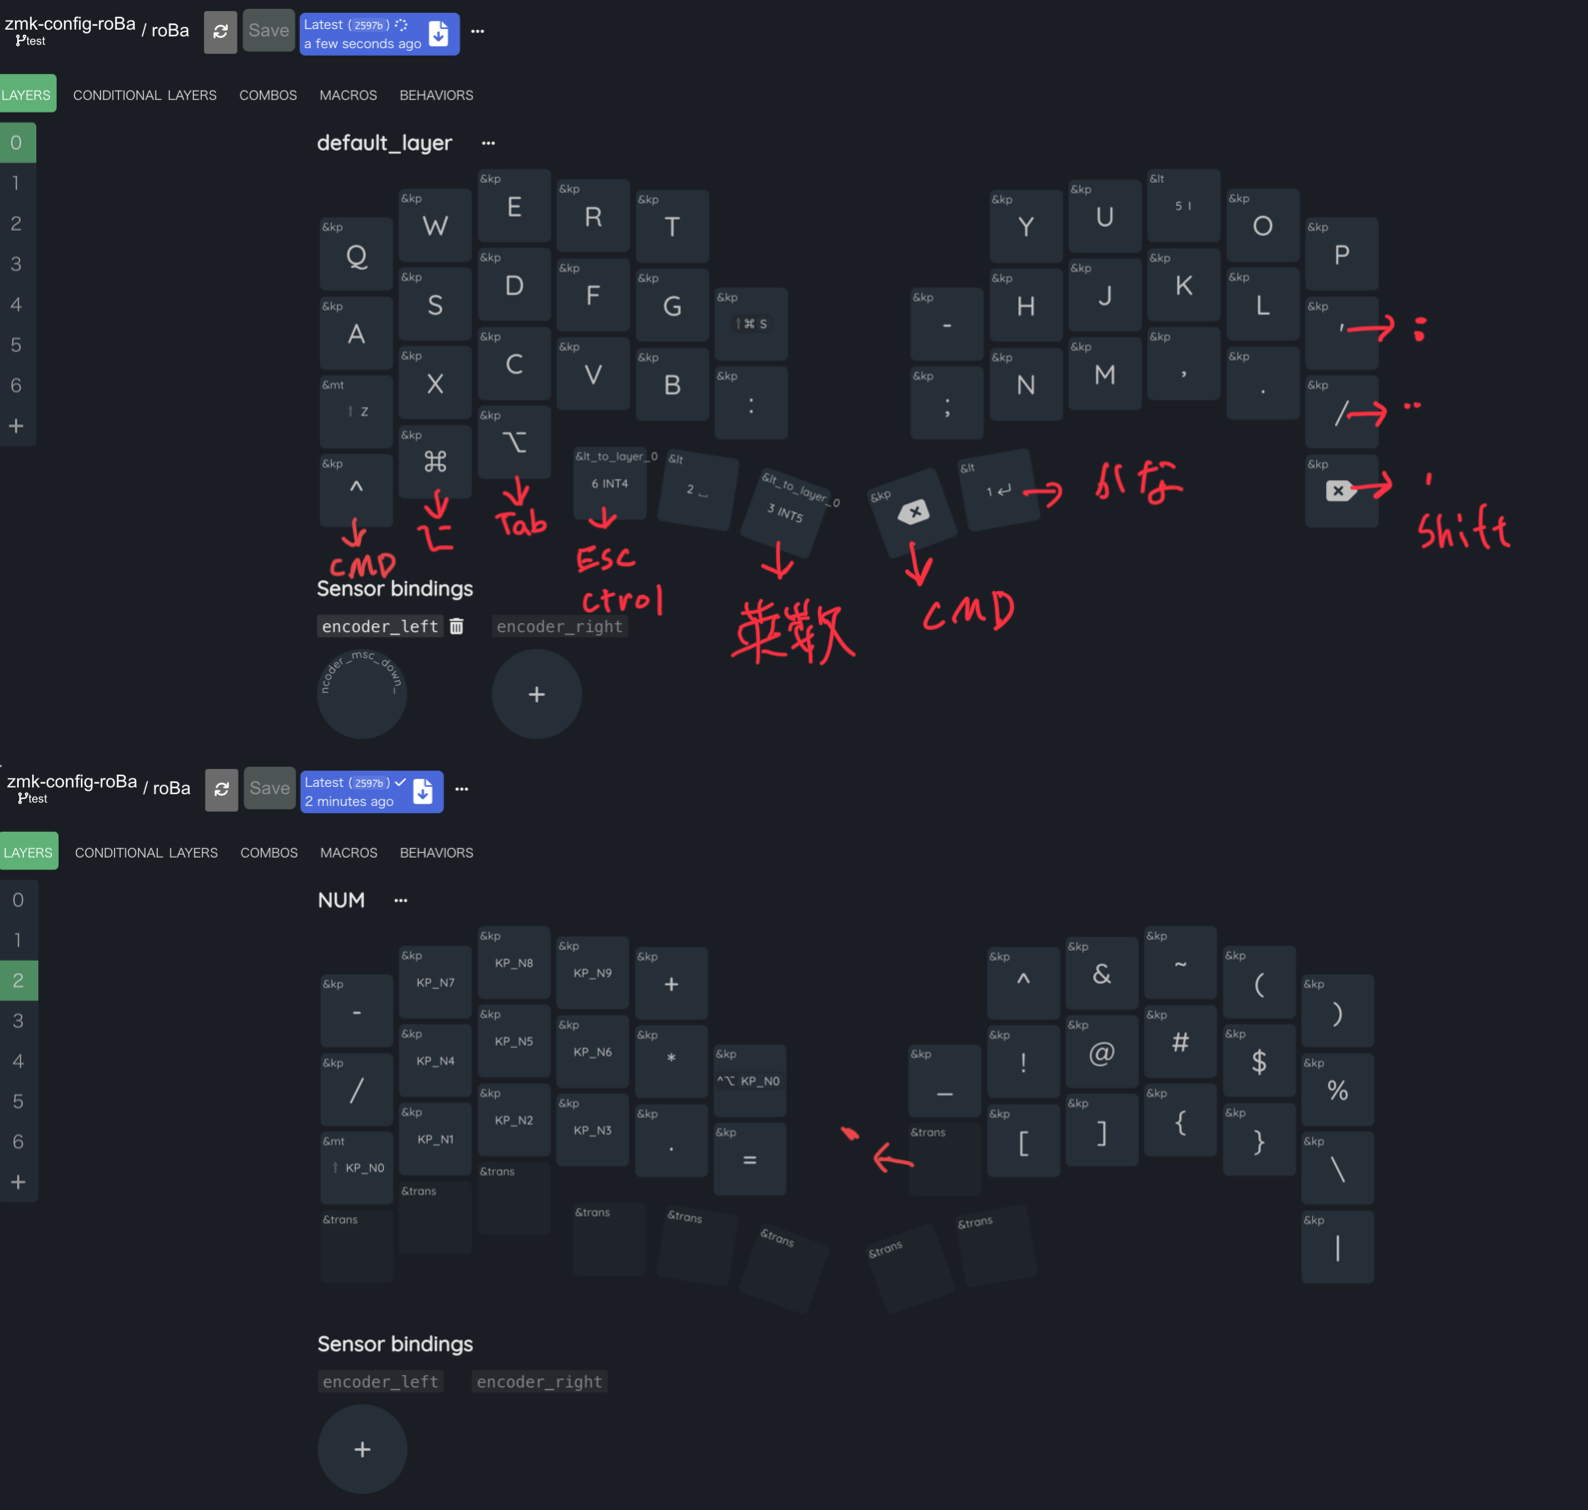 zmk-config-roBa / roBa
test
Save
Latest (2597b)
a few seconds ago
...
LAYERS CONDITIONAL LAYERS COMBOS MACROS BEHAVIORS
0
1
2
3
4
5
6
+
default_layer ...
&kp Q
&kp W
&kp E
&kp R
&kp T
&kp Y
&kp U
&lt 5 I
&kp O
&kp P
&kp A
&kp S
&kp D
&kp F
&kp G
&kp ⇧⌘ S
&kp -
&kp H
&kp J
&kp K
&kp L
&kp ' → :
&mt ⇧ Z
&kp X
&kp C
&kp V
&kp B
&kp :
&kp ;
&kp N
&kp M
&kp ,
&kp .
&kp / → ..
&kp ^
&kp ⌘
&kp ⌥
&lt_to_layer_0 6 INT4
&lt 2 ⎵
&lt_to_layer_0 3 INT5
&kp ⌫
&lt 1 ↵
&kp ⌫ → '
Shift
CMD
⌥
Tab
Esc
ctrol
英数
CMD
Sensor bindings
encoder_left encoder_right
ncoder_msc_down_
+
zmk-config-roBa / roBa
test
Save
Latest (2597b) ✓
2 minutes ago
...
LAYERS CONDITIONAL LAYERS COMBOS MACROS BEHAVIORS
0
1
2
3
4
5
6
+
NUM ...
&kp -
&kp KP_N7
&kp KP_N8
&kp KP_N9
&kp +
&kp ^
&kp &
&kp ~
&kp (
&kp )
&kp /
&kp KP_N4
&kp KP_N5
&kp KP_N6
&kp *
&kp ^⌥ KP_N0
&kp _
&kp !
&kp @
&kp #
&kp $
&kp %
&mt ⇧ KP_N0
&kp KP_N1
&kp KP_N2
&kp KP_N3
&kp .
&kp =
&trans
&kp [
&kp ]
&kp {
&kp }
&kp \
&trans
&trans
&trans
&trans
&trans
&trans
&trans
&trans
&kp |
Sensor bindings
encoder_left encoder_right
+